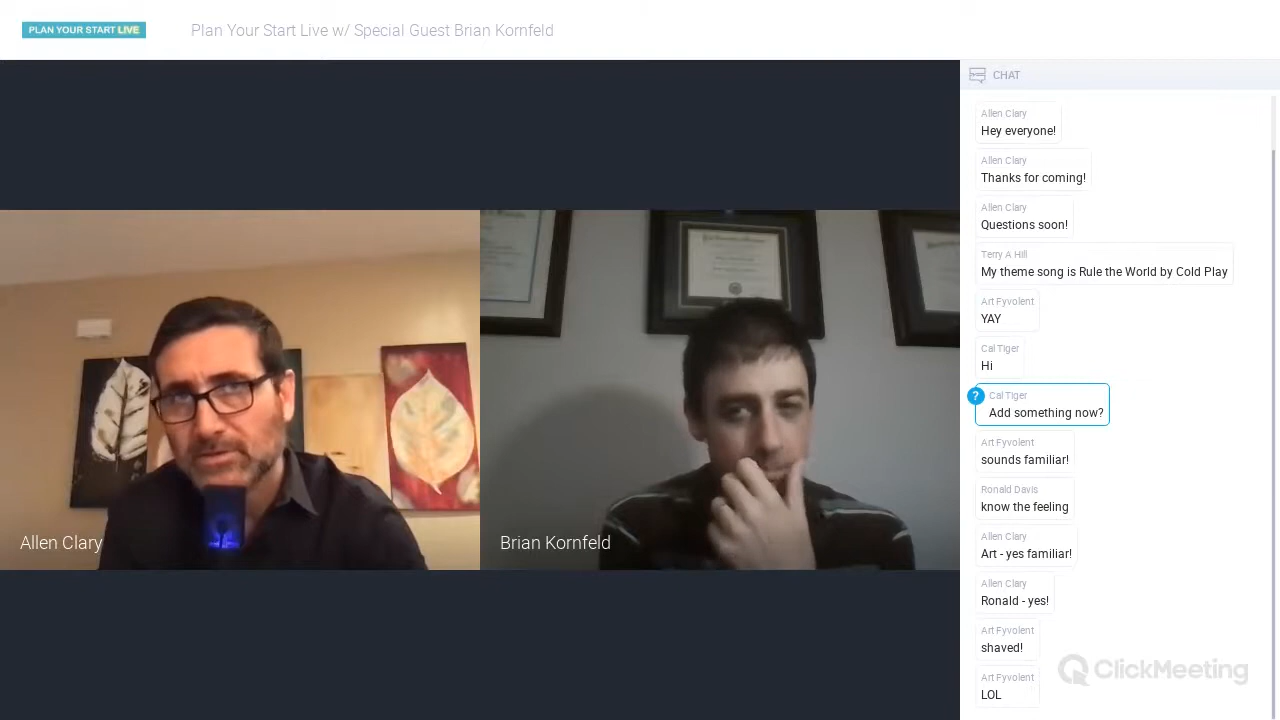 PLAN YOUR START LIVE
Plan Your Start Live w/ Special Guest Brian Kornfeld
CHAT
Allen Clary
Hey everyone!
Allen Clary
Thanks for coming!
Allen Clary
Questions soon!
Terry A Hill
My theme song is Rule the World by Cold Play
Art Fyvolent
YAY
Cal Tiger
Hi
?
Cal Tiger
Add something now?
Art Fyvolent
sounds familiar!
Ronald Davis
know the feeling
Allen Clary
Art - yes familiar!
Allen Clary
Ronald - yes!
Art Fyvolent
shaved!
Art Fyvolent
LOL
Allen Clary
Brian Kornfeld
ClickMeeting